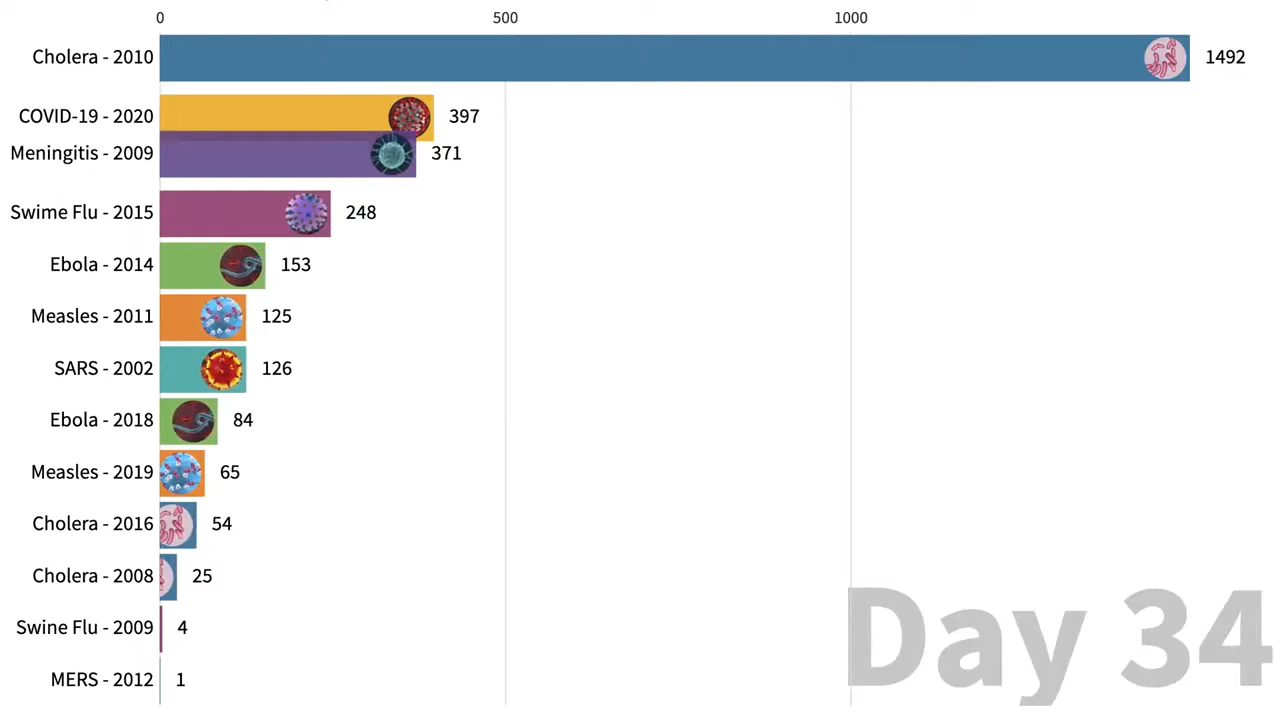 0 500 1000
Cholera - 2010 1492
COVID-19 - 2020 397
Meningitis - 2009 371
Swime Flu - 2015 248
Ebola - 2014 153
Measles - 2011 125
SARS - 2002 126
Ebola - 2018 84
Measles - 2019 65
Cholera - 2016 54
Cholera - 2008 25
Swine Flu - 2009 4
MERS - 2012 1
Day 34